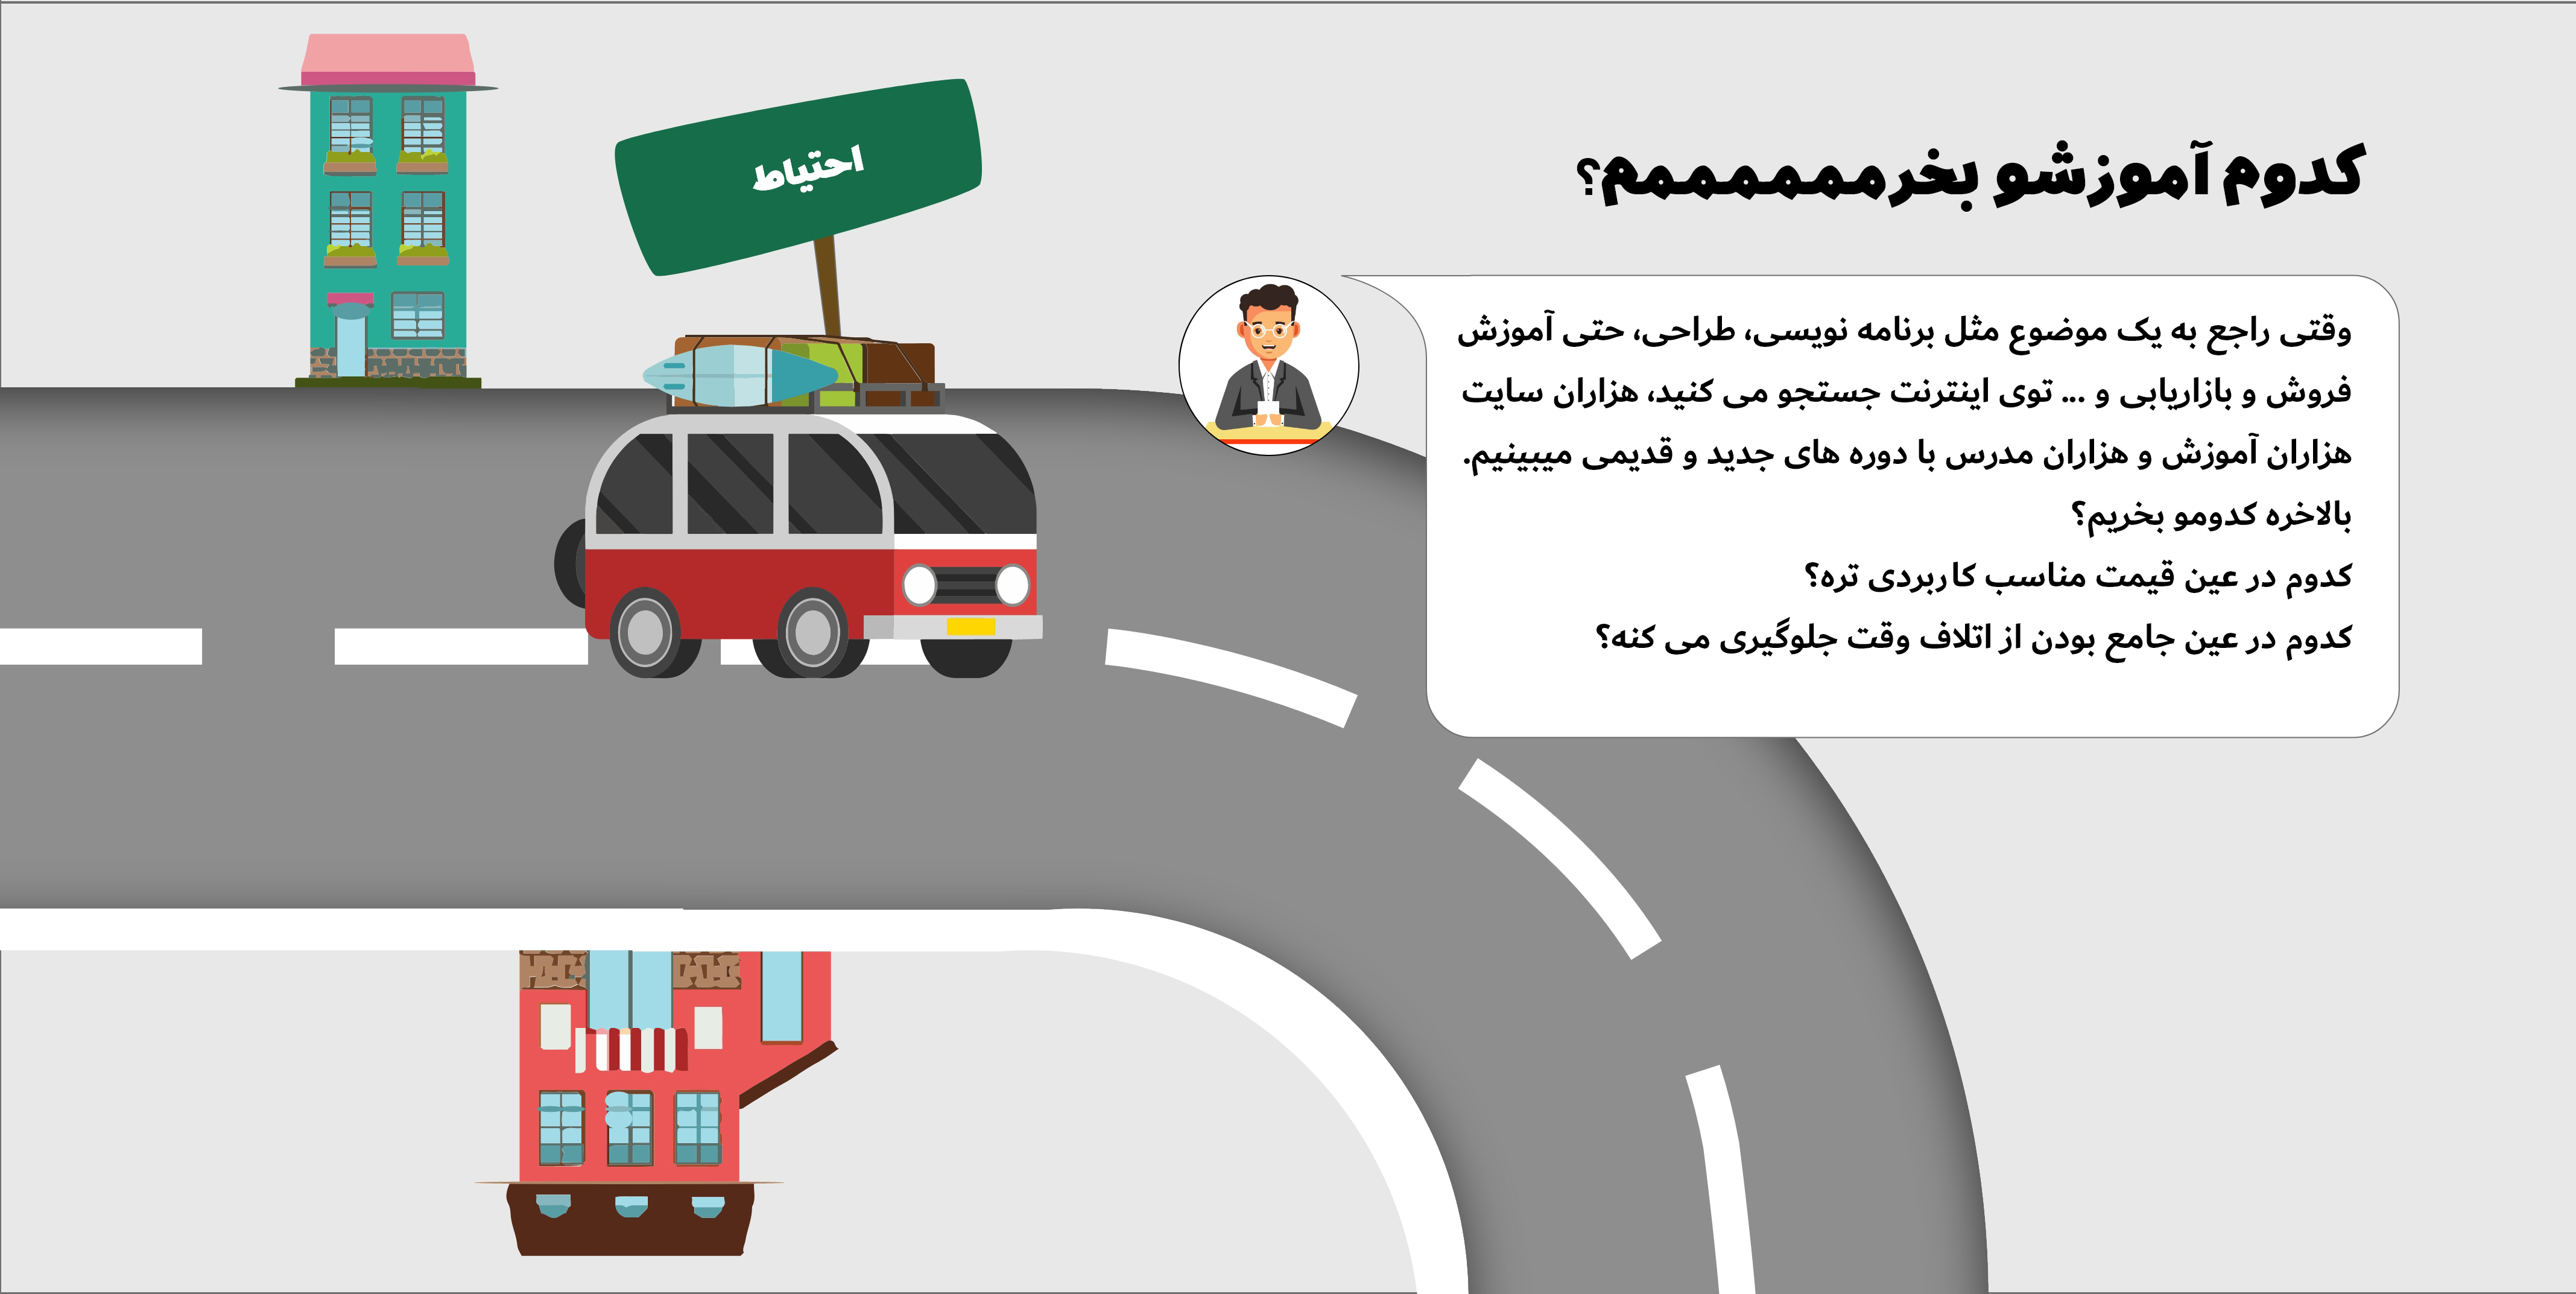 کدوم آموزشو بخرمممممممم؟
احتیاط
وقتی راجع به یک موضوع مثل برنامه نویسی، طراحی، حتی آموزش
فروش و بازاریابی و ... توی اینترنت جستجو می کنید، هزاران سایت
هزاران آموزش و هزاران مدرس با دوره های جدید و قدیمی میبینیم.
بالاخره کدومو بخریم؟
کدوم در عین قیمت مناسب کاربردی تره؟
کدوم در عین جامع بودن از اتلاف وقت جلوگیری می کنه؟